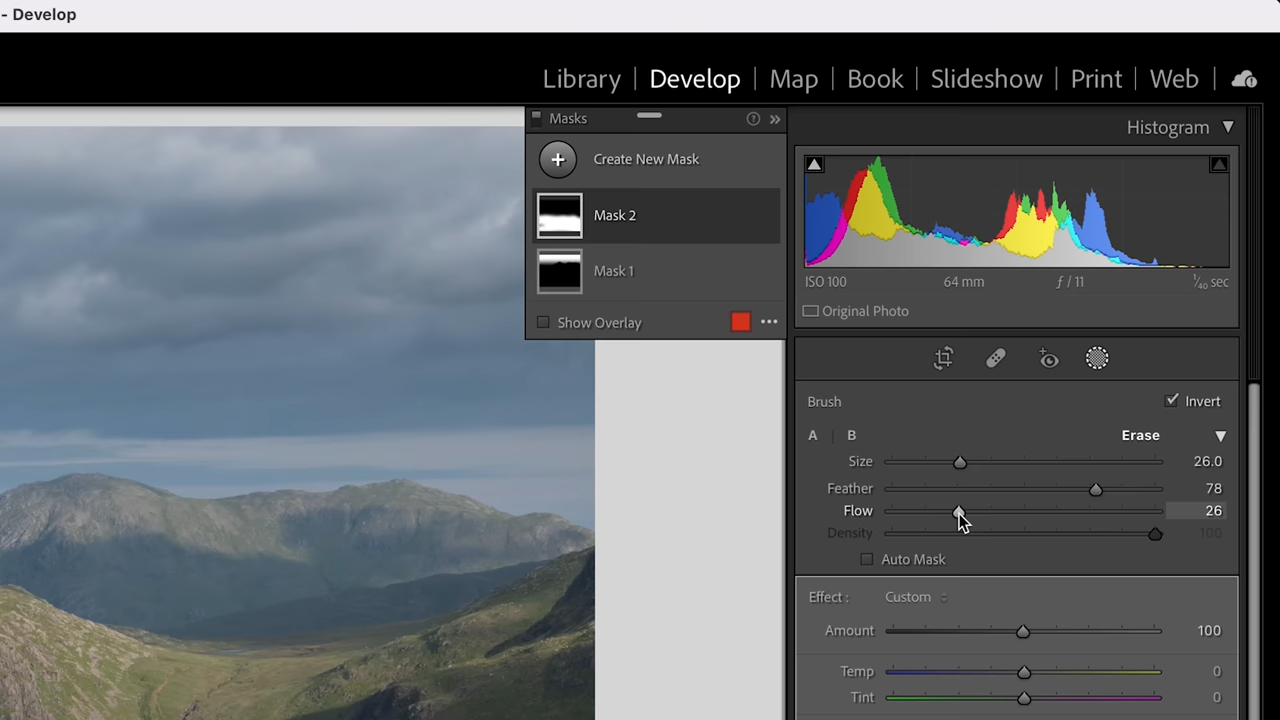 - Develop
Library | Develop | Map | Book | Slideshow | Print | Web |
Masks
Create New Mask
Mask 2
Mask 1
Show Overlay
Histogram
ISO 100 64 mm ƒ / 11 1/40 sec
Original Photo
Brush Invert
A B Erase
Size 26.0
Feather 78
Flow 26
Density 100
Auto Mask
Effect : Custom
Amount 100
Temp 0
Tint 0